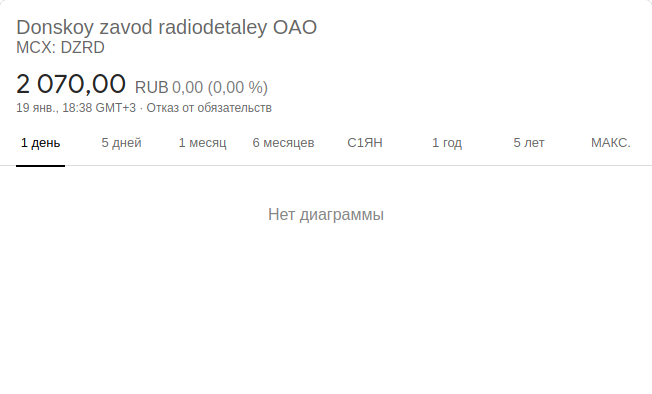 Donskoy zavod radiodetaley OAO
MCX: DZRD
2 070,00 RUB 0,00 (0,00 %)
19 янв., 18:38 GMT+3 · Отказ от обязательств
1 день 5 дней 1 месяц 6 месяцев С1ЯН 1 год 5 лет МАКС.
Нет диаграммы